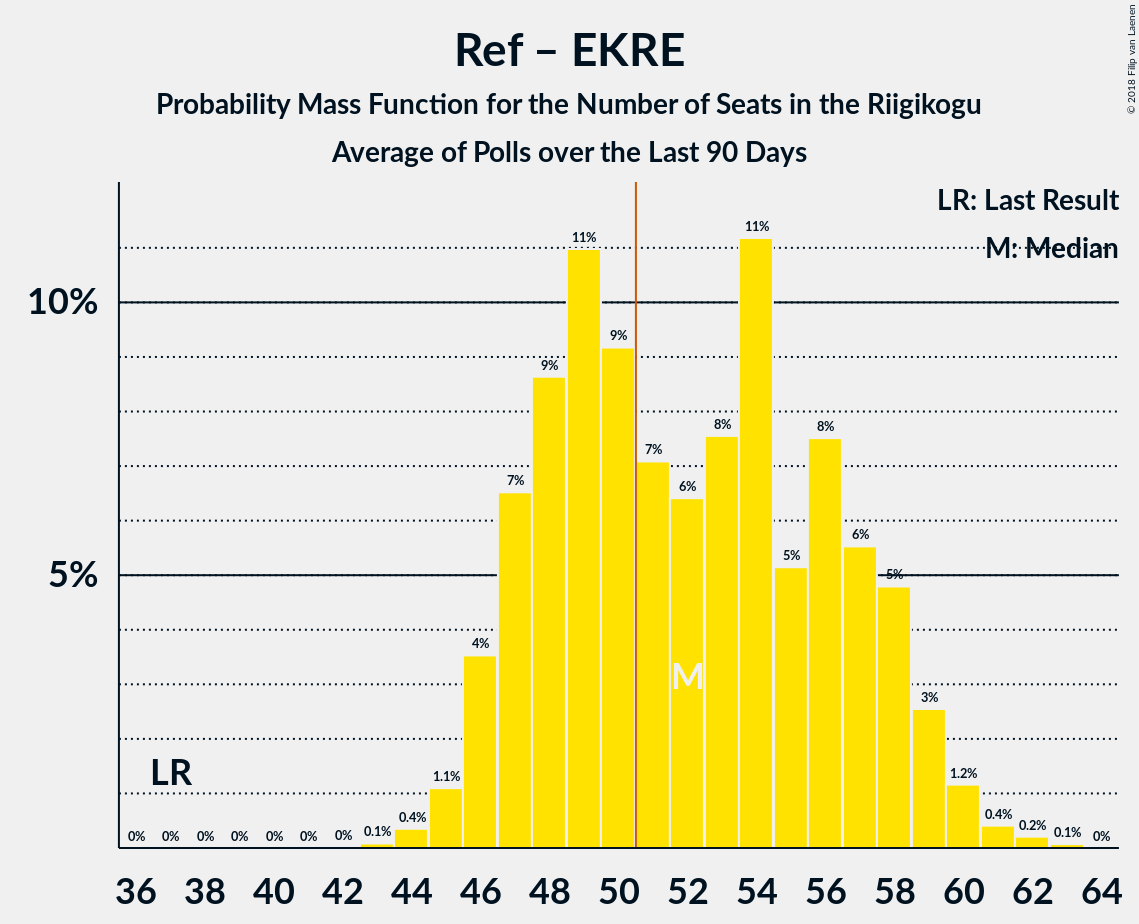 Ref – EKRE
Probability Mass Function for the Number of Seats in the Riigikogu
Average of Polls over the Last 90 Days
© 2018 Filip van Laenen
LR: Last Result
M: Median
10%
5%
LR
M
0% 0% 0% 0% 0% 0% 0% 0.1% 0.4% 1.1% 4% 7% 9% 11% 9% 7% 6% 8% 11% 5% 8% 6% 5% 3% 1.2% 0.4% 0.2% 0.1% 0%
36 38 40 42 44 46 48 50 52 54 56 58 60 62 64